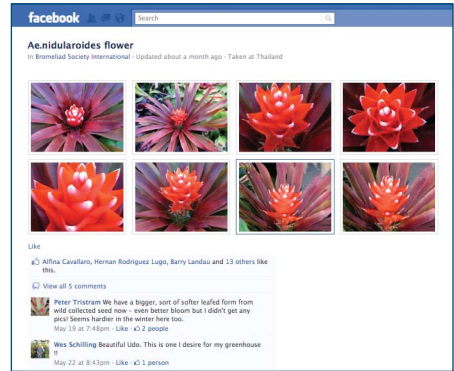 facebook
Search
Ae.nidularoides flower
In Bromeliad Society International · Updated about a month ago · Taken at Thailand
Like
Alfina Cavallaro, Hernan Rodriguez Lugo, Barry Landau and 13 others like
this.
View all 5 comments
Peter Tristram We have a bigger, sort of softer leafed form from
wild collected seed now - even better bloom but I didn't get any
pics! Seems hardier in the winter here too.
May 19 at 7:48pm · Like · 2 people
Wes Schilling Beautiful Udo. This is one I desire for my greenhouse
!!
May 22 at 8:43pm · Like · 1 person